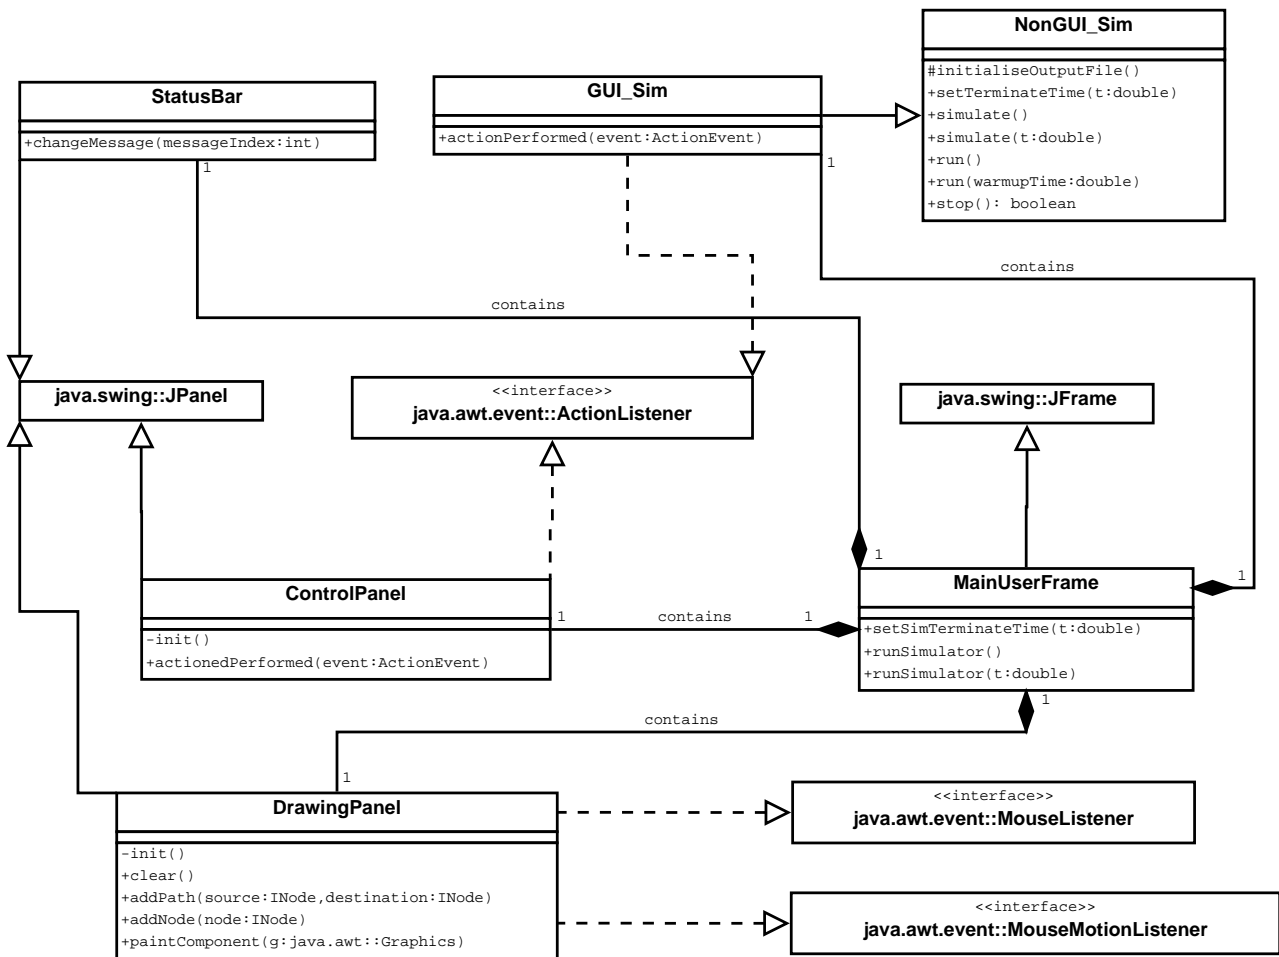 NonGUI_Sim
#initialiseOutputFile()
+setTerminateTime(t:double)
+simulate()
+simulate(t:double)
+run()
+run(warmupTime:double)
+stop(): boolean
StatusBar
+changeMessage(messageIndex:int)
1
GUI_Sim
+actionPerformed(event:ActionEvent)
1
contains
contains
java.swing::JPanel
<<interface>>
java.awt.event::ActionListener
java.swing::JFrame
1
ControlPanel
-init()
+actionedPerformed(event:ActionEvent)
1
contains
1
MainUserFrame
+setSimTerminateTime(t:double)
+runSimulator()
+runSimulator(t:double)
1
1
contains
1
DrawingPanel
-init()
+clear()
+addPath(source:INode,destination:INode)
+addNode(node:INode)
+paintComponent(g:java.awt::Graphics)
<<interface>>
java.awt.event::MouseListener
<<interface>>
java.awt.event::MouseMotionListener